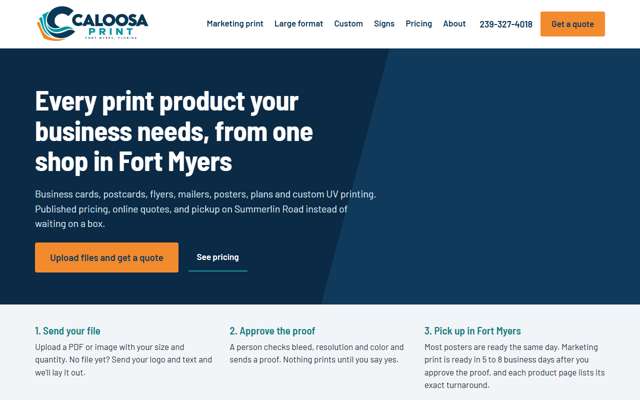 CALOOSA
PRINT
FORT MYERS, FLORIDA
Marketing print Large format Custom Signs Pricing About 239-327-4018 Get a quote
Every print product your
business needs, from one
shop in Fort Myers
Business cards, postcards, flyers, mailers, posters, plans and custom UV printing.
Published pricing, online quotes, and pickup on Summerlin Road instead of
waiting on a box.
Upload files and get a quote See pricing
1. Send your file
Upload a PDF or image with your size and
quantity. No file yet? Send your logo and text and
we'll lay it out.
2. Approve the proof
A person checks bleed, resolution and color and
sends a proof. Nothing prints until you say yes.
3. Pick up in Fort Myers
Most posters are ready the same day. Marketing
print is ready in 5 to 8 business days after you
approve the proof, and each product page lists its
exact turnaround.